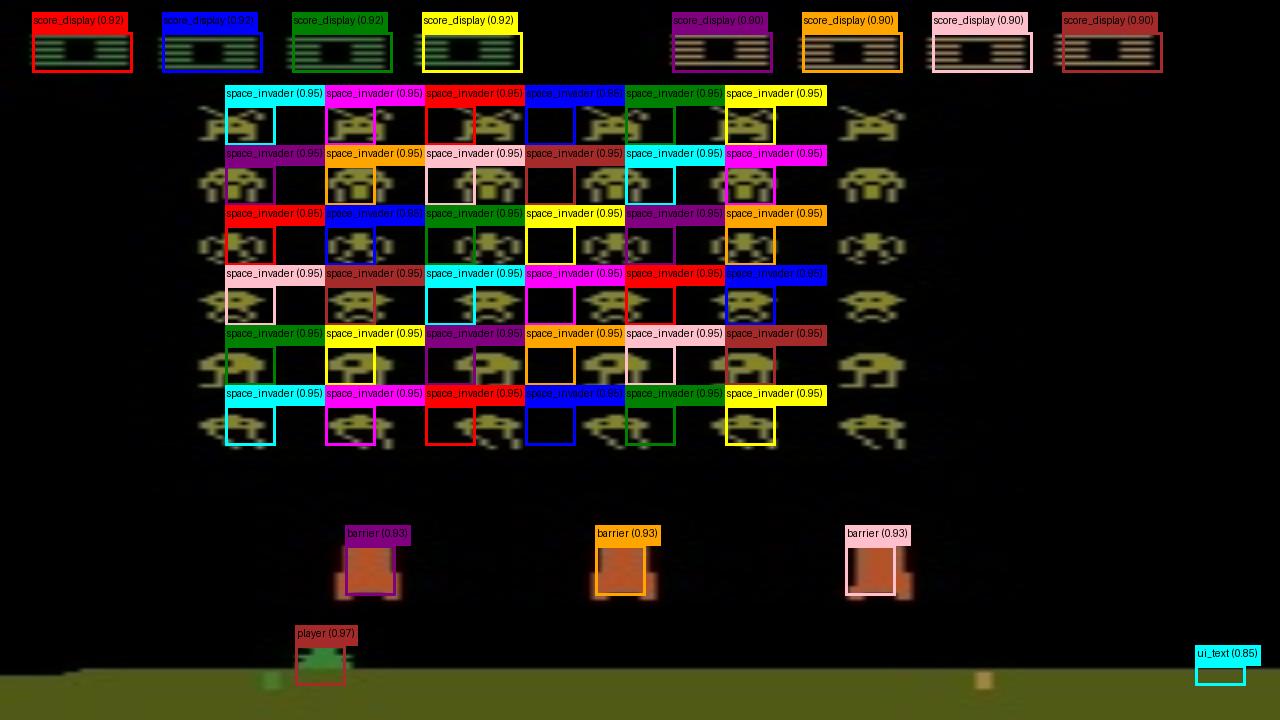 score_display (0.92) score_display (0.92) score_display (0.92) score_display (0.92) score_display (0.90) score_display (0.90) score_display (0.90) score_display (0.90)
space_invader (0.95) space_invader (0.95) space_invader (0.95) space_invader (0.95) space_invader (0.95) space_invader (0.95)
space_invader (0.95) space_invader (0.95) space_invader (0.95) space_invader (0.95) space_invader (0.95) space_invader (0.95)
space_invader (0.95) space_invader (0.95) space_invader (0.95) space_invader (0.95) space_invader (0.95) space_invader (0.95)
space_invader (0.95) space_invader (0.95) space_invader (0.95) space_invader (0.95) space_invader (0.95) space_invader (0.95)
space_invader (0.95) space_invader (0.95) space_invader (0.95) space_invader (0.95) space_invader (0.95) space_invader (0.95)
space_invader (0.95) space_invader (0.95) space_invader (0.95) space_invader (0.95) space_invader (0.95) space_invader (0.95)
barrier (0.93) barrier (0.93) barrier (0.93)
player (0.97)
ui_text (0.85)